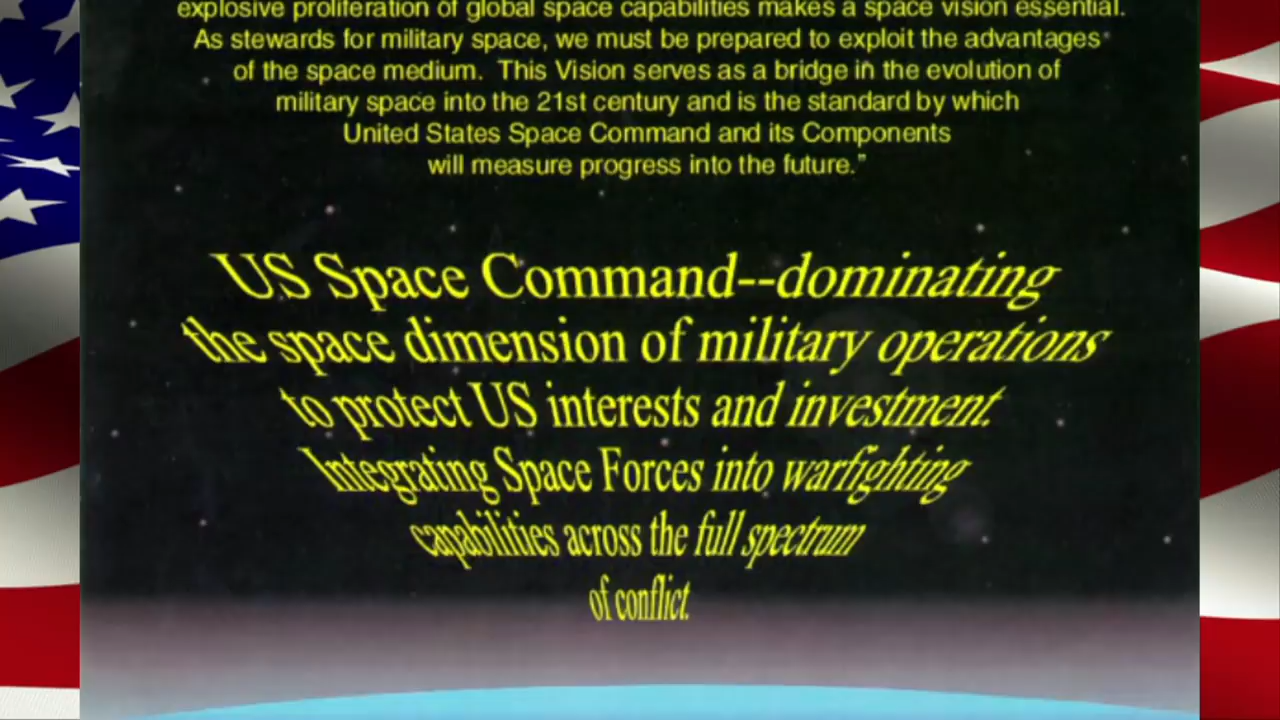 explosive proliferation of global space capabilities makes a space vision essential.
As stewards for military space, we must be prepared to exploit the advantages
of the space medium.  This Vision serves as a bridge in the evolution of
military space into the 21st century and is the standard by which
United States Space Command and its Components
will measure progress into the future.”
US Space Command--dominating
the space dimension of military operations
to protect US interests and investment.
Integrating Space Forces into warfighting
capabilities across the full spectrum
of conflict.